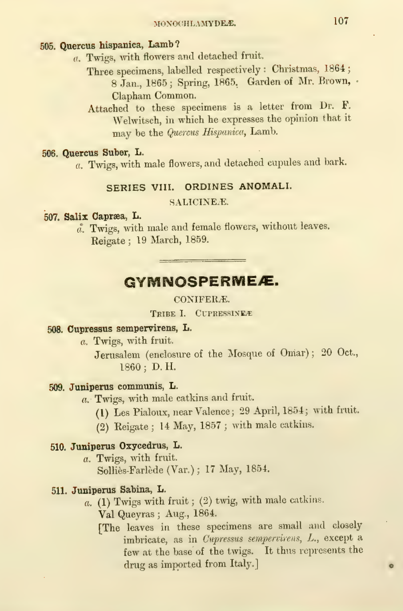 MONOCHLAMYDEÆ. 107
505. Quercus hispanica, Lamb?
a. Twigs, with flowers and detached fruit.
Three specimens, labelled respectively: Christmas, 1864;
8 Jan., 1865; Spring, 1865, Garden of Mr. Brown,
Clapham Common.
Attached to these specimens is a letter from Dr. F.
Welwitsch, in which he expresses the opinion that it
may be the Quercus Hispanica, Lamb.
506. Quercus Suber, L.
a. Twigs, with male flowers, and detached cupules and bark.
SERIES VIII. ORDINES ANOMALI.
SALICINEÆ.
507. Salix Capræa, L.
a. Twigs, with male and female flowers, without leaves.
Reigate; 19 March, 1859.
GYMNOSPERMEÆ.
CONIFERÆ.
TRIBE I. CUPRESSINEÆ
508. Cupressus sempervirens, L.
a. Twigs, with fruit.
Jerusalem (enclosure of the Mosque of Omar); 20 Oct.,
1860; D. H.
509. Juniperus communis, L.
a. Twigs, with male catkins and fruit.
(1) Les Pialoux, near Valence; 29 April, 1854; with fruit.
(2) Reigate; 14 May, 1857; with male catkins.
510. Juniperus Oxycedrus, L.
a. Twigs, with fruit.
Solliès-Farlède (Var.); 17 May, 1854.
511. Juniperus Sabina, L.
a. (1) Twigs with fruit; (2) twig, with male catkins.
Val Queyras; Aug., 1864.
[The leaves in these specimens are small and closely
imbricate, as in Cupressus sempervirens, L., except a
few at the base of the twigs. It thus represents the
drug as imported from Italy.]